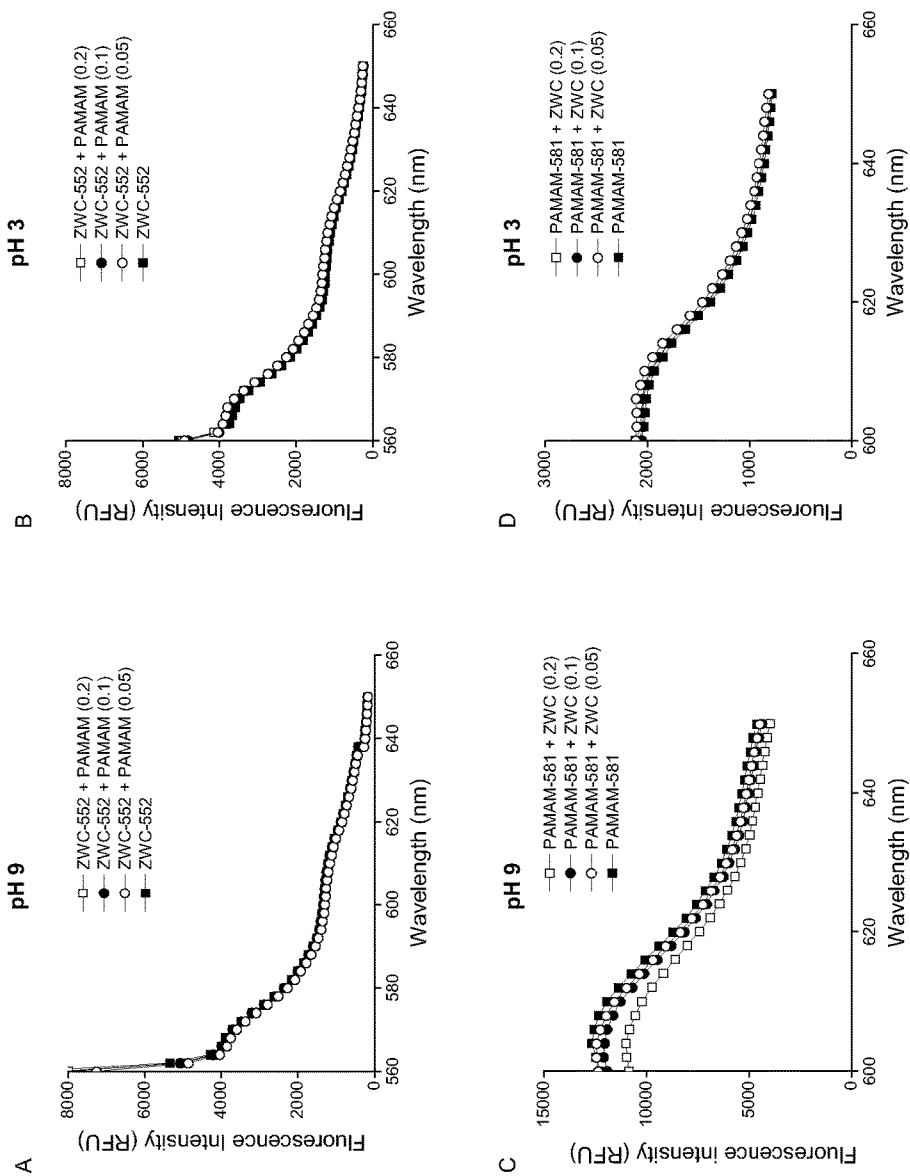 A
pH 9
8000
6000
4000
2000
0
Fluorescence Intensity (RFU)
ZWC-552 + PAMAM (0.2)
ZWC-552 + PAMAM (0.1)
ZWC-552 + PAMAM (0.05)
ZWC-552
560
580
600
620
640
660
Wavelength (nm)
B
pH 3
8000
6000
4000
2000
0
Fluorescence Intensity (RFU)
ZWC-552 + PAMAM (0.2)
ZWC-552 + PAMAM (0.1)
ZWC-552 + PAMAM (0.05)
ZWC-552
560
580
600
620
640
660
Wavelength (nm)
C
pH 9
15000
10000
5000
0
Fluorescence intensity (RFU)
PAMAM-581 + ZWC (0.2)
PAMAM-581 + ZWC (0.1)
PAMAM-581 + ZWC (0.05)
PAMAM-581
600
620
640
660
Wavelength (nm)
D
pH 3
3000
2000
1000
0
Fluorescence Intensity (RFU)
PAMAM-581 + ZWC (0.2)
PAMAM-581 + ZWC (0.1)
PAMAM-581 + ZWC (0.05)
PAMAM-581
600
620
640
660
Wavelength (nm)